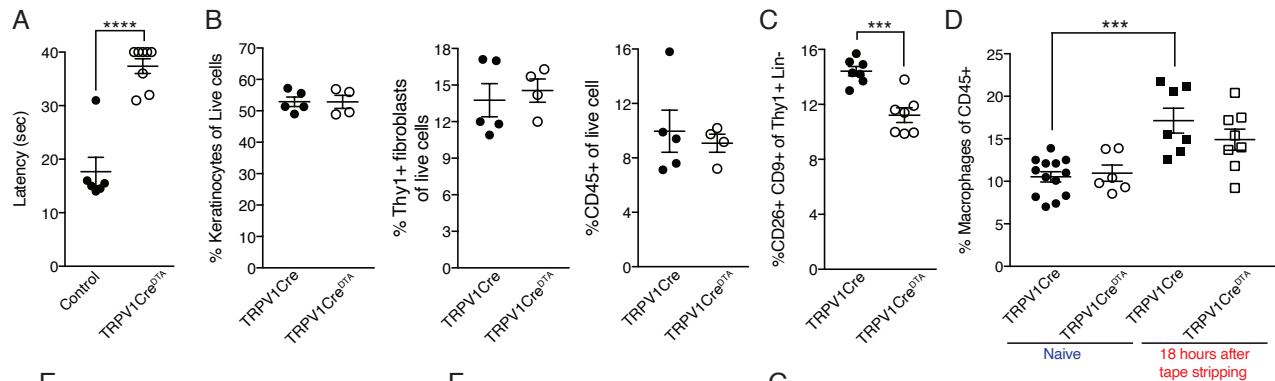 A
****
Latency (sec)
40
30
20
10
0
Control
TRPV1Cre^DTA
B
% Keratinocytes of Live cells
70
60
50
40
30
20
10
0
TRPV1Cre
TRPV1Cre^DTA
% Thy1+ fibroblasts
of live cells
18
15
12
9
6
3
0
TRPV1Cre
TRPV1Cre^DTA
%CD45+ of live cell
16
12
8
4
0
TRPV1Cre
TRPV1Cre^DTA
C
***
%CD26+ CD9+ of Thy1+ Lin-
16
12
8
4
0
TRPV1Cre
TRPV1Cre^DTA
D
***
% Macrophages of CD45+
25
20
15
10
5
0
TRPV1Cre
TRPV1Cre^DTA
TRPV1Cre
TRPV1Cre^DTA
Naive
18 hours after
tape stripping